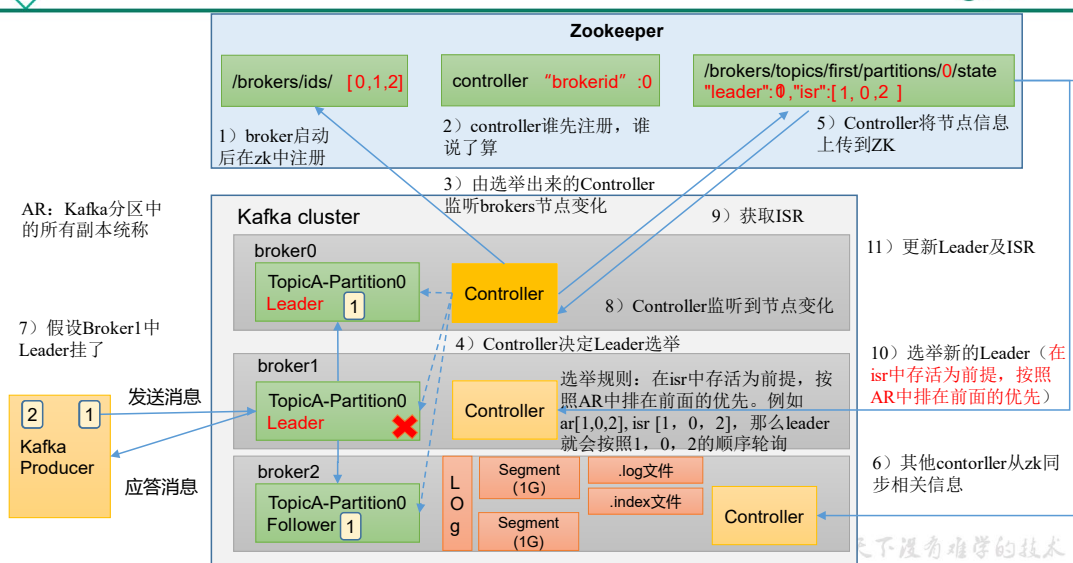 Zookeeper
/brokers/ids/ [0,1,2]
controller “brokerid” :0
/brokers/topics/first/partitions/0/state
"leader": ,"isr":[ 1, 0 ,2 ]
1）broker启动
后在zk中注册
2）controller谁先注册，谁
说了算
5）Controller将节点信息
上传到ZK
3）由选举出来的Controller
监听brokers节点变化
AR：Kafka分区中
的所有副本统称
Kafka cluster
9）获取ISR
11）更新Leader及ISR
broker0
TopicA-Partition0
Leader 1
Controller
8）Controller监听到节点变化
7）假设Broker1中
Leader挂了
4）Controller决定Leader选举
10）选举新的Leader（在
isr中存活为前提，按照
AR中排在前面的优先）
broker1
TopicA-Partition0
Leader
Controller
选举规则：在isr中存活为前提，按
照AR中排在前面的优先。例如
ar[1,0,2], isr [1，0，2]，那么leader
就会按照1，0，2的顺序轮询
发送消息
2 1
Kafka
Producer
应答消息
broker2
TopicA-Partition0
Follower 1
L
O
g
Segment
(1G)
Segment
(1G)
.log文件
.index文件
Controller
6）其他contorller从zk同
步相关信息
天下没有难学的技术